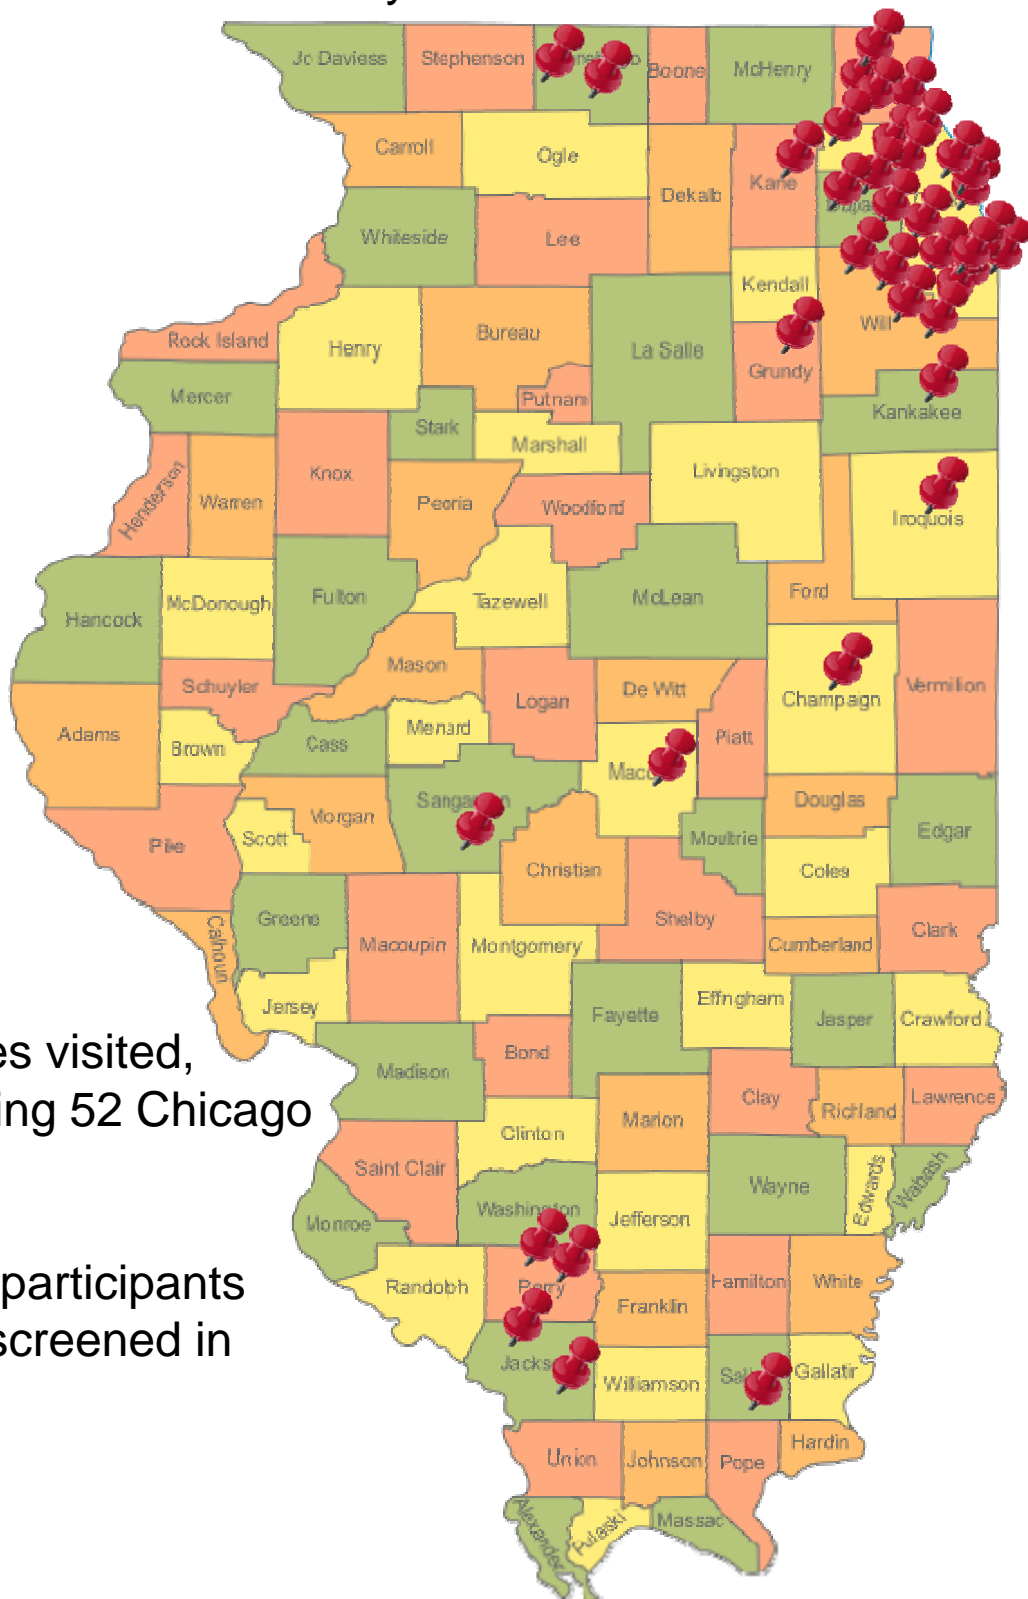 y
Jo Daviess
Stephenson
Boone
McHenry
Carroll
Ogle
Dekalb
Kane
Whiteside
Lee
Kendall
Rock Island
Henry
Bureau
La Salle
Will
Grundy
Mercer
Putnam
Kankakee
Stark
Marshall
Henderson
Warren
Knox
Peoria
Woodford
Livingston
Iroquois
Hancock
McDonough
Fulton
Tazewell
McLean
Ford
Schuyler
Mason
Logan
De Witt
Champaign
Vermilion
Adams
Brown
Cass
Menard
Piatt
Pike
Scott
Morgan
Christian
Moultrie
Douglas
Edgar
Coles
Greene
Calhoun
Macoupin
Montgomery
Shelby
Cumberland
Clark
Jersey
Fayette
Effingham
Jasper
Crawford
es visited,
Madison
Bond
Clay
Richland
Lawrence
ing 52 Chicago
Clinton
Marion
Saint Clair
Wayne
Edwards
Wabash
Monroe
Washington
Jefferson
participants
Randolph
Perry
Franklin
Hamilton
White
screened in
Williamson
Gallatin
Union
Johnson
Pope
Hardin
Alexander
Pulaski
Massac